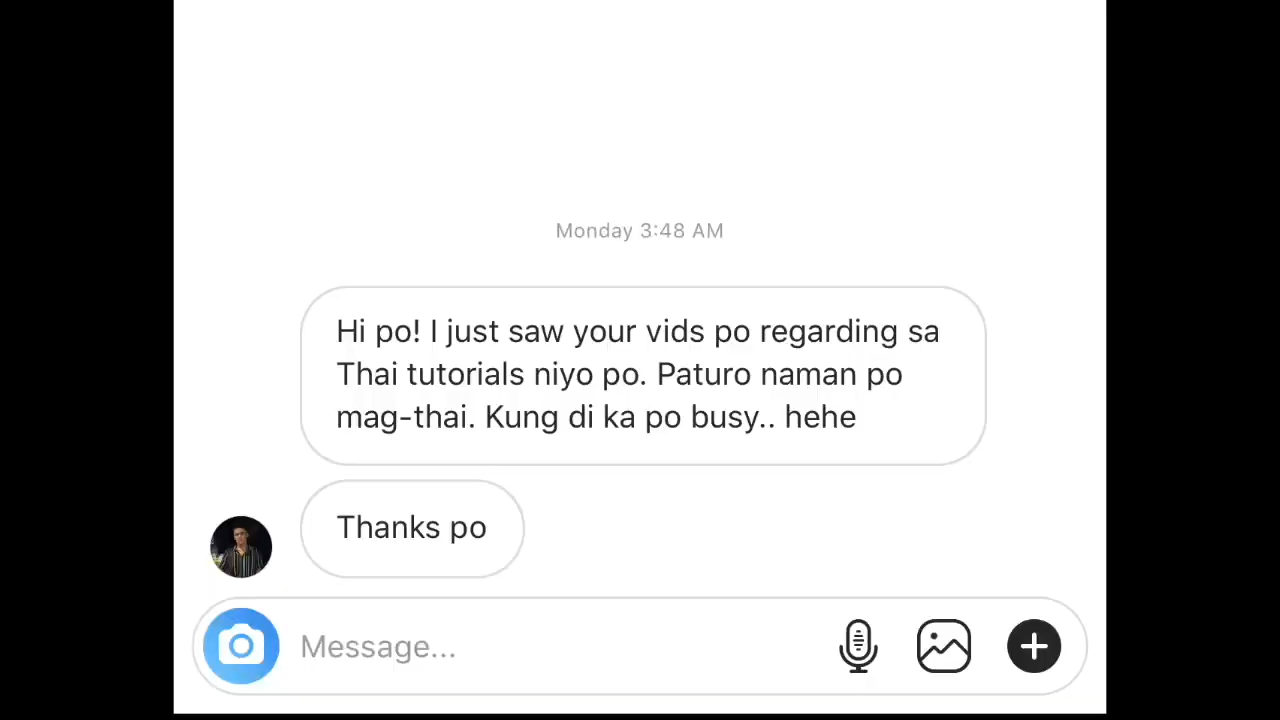 Monday 3:48 AM
Hi po! I just saw your vids po regarding sa
Thai tutorials niyo po. Paturo naman po
mag-thai. Kung di ka po busy.. hehe
Thanks po
Message...